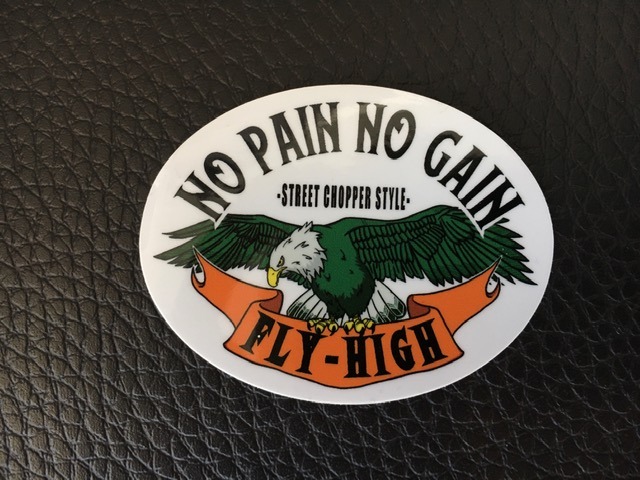 NO PAIN NO GAIN
-STREET CHOPPER STYLE-
FLY-HIGH